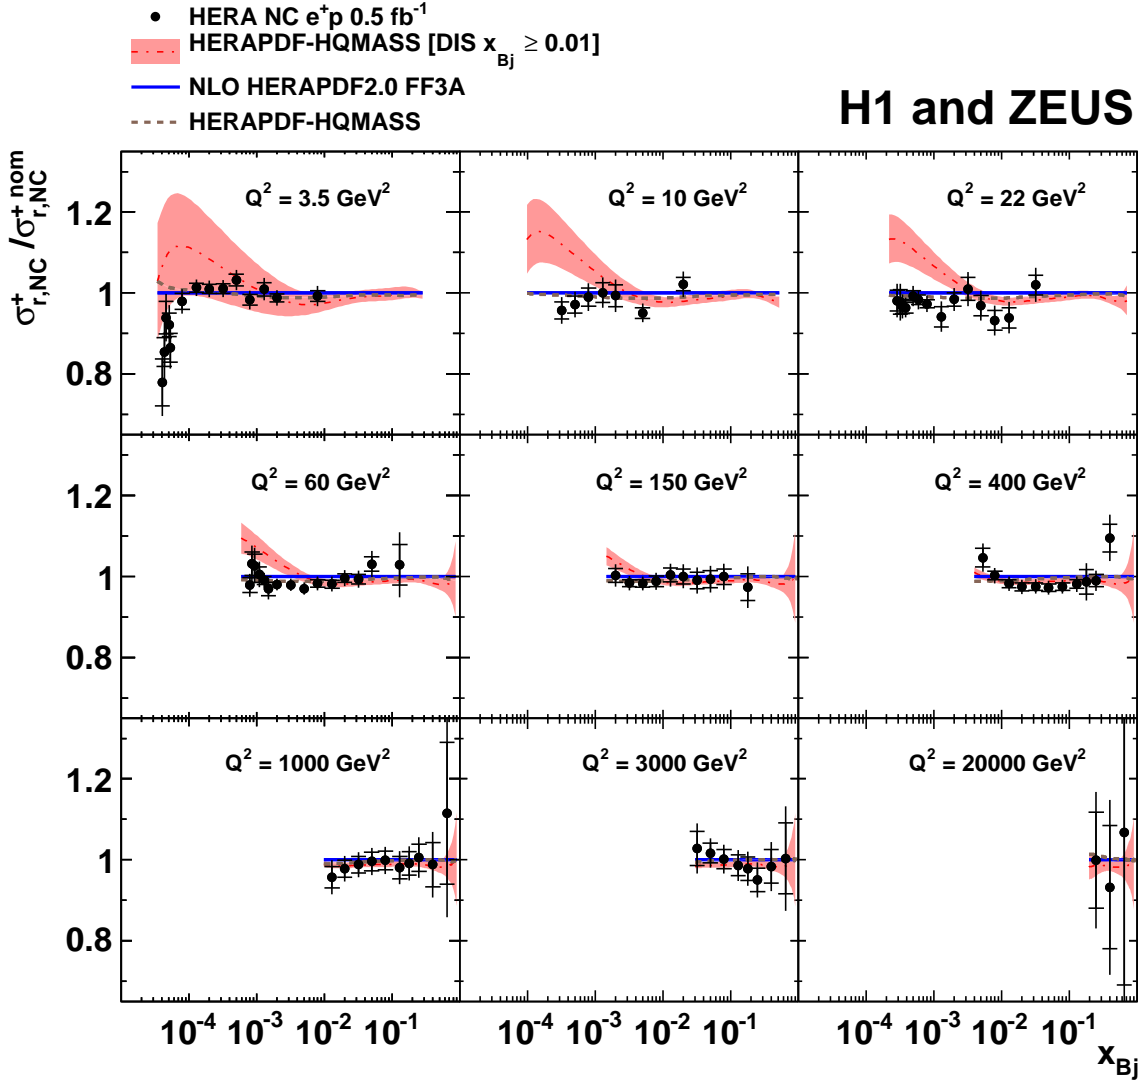 HERA NC e⁺p 0.5 fb⁻¹
HERAPDF-HQMASS [DIS x_Bj ≥ 0.01]
NLO HERAPDF2.0 FF3A
HERAPDF-HQMASS
H1 and ZEUS
σ⁺_r,NC /σ⁺_r,NC ^nom
Q² = 3.5 GeV²
Q² = 10 GeV²
Q² = 22 GeV²
1.2
1
0.8
Q² = 60 GeV²
Q² = 150 GeV²
Q² = 400 GeV²
1.2
1
0.8
Q² = 1000 GeV²
Q² = 3000 GeV²
Q² = 20000 GeV²
1.2
1
0.8
10⁻⁴ 10⁻³ 10⁻² 10⁻¹ 10⁻⁴ 10⁻³ 10⁻² 10⁻¹ 10⁻⁴ 10⁻³ 10⁻² 10⁻¹
x_Bj